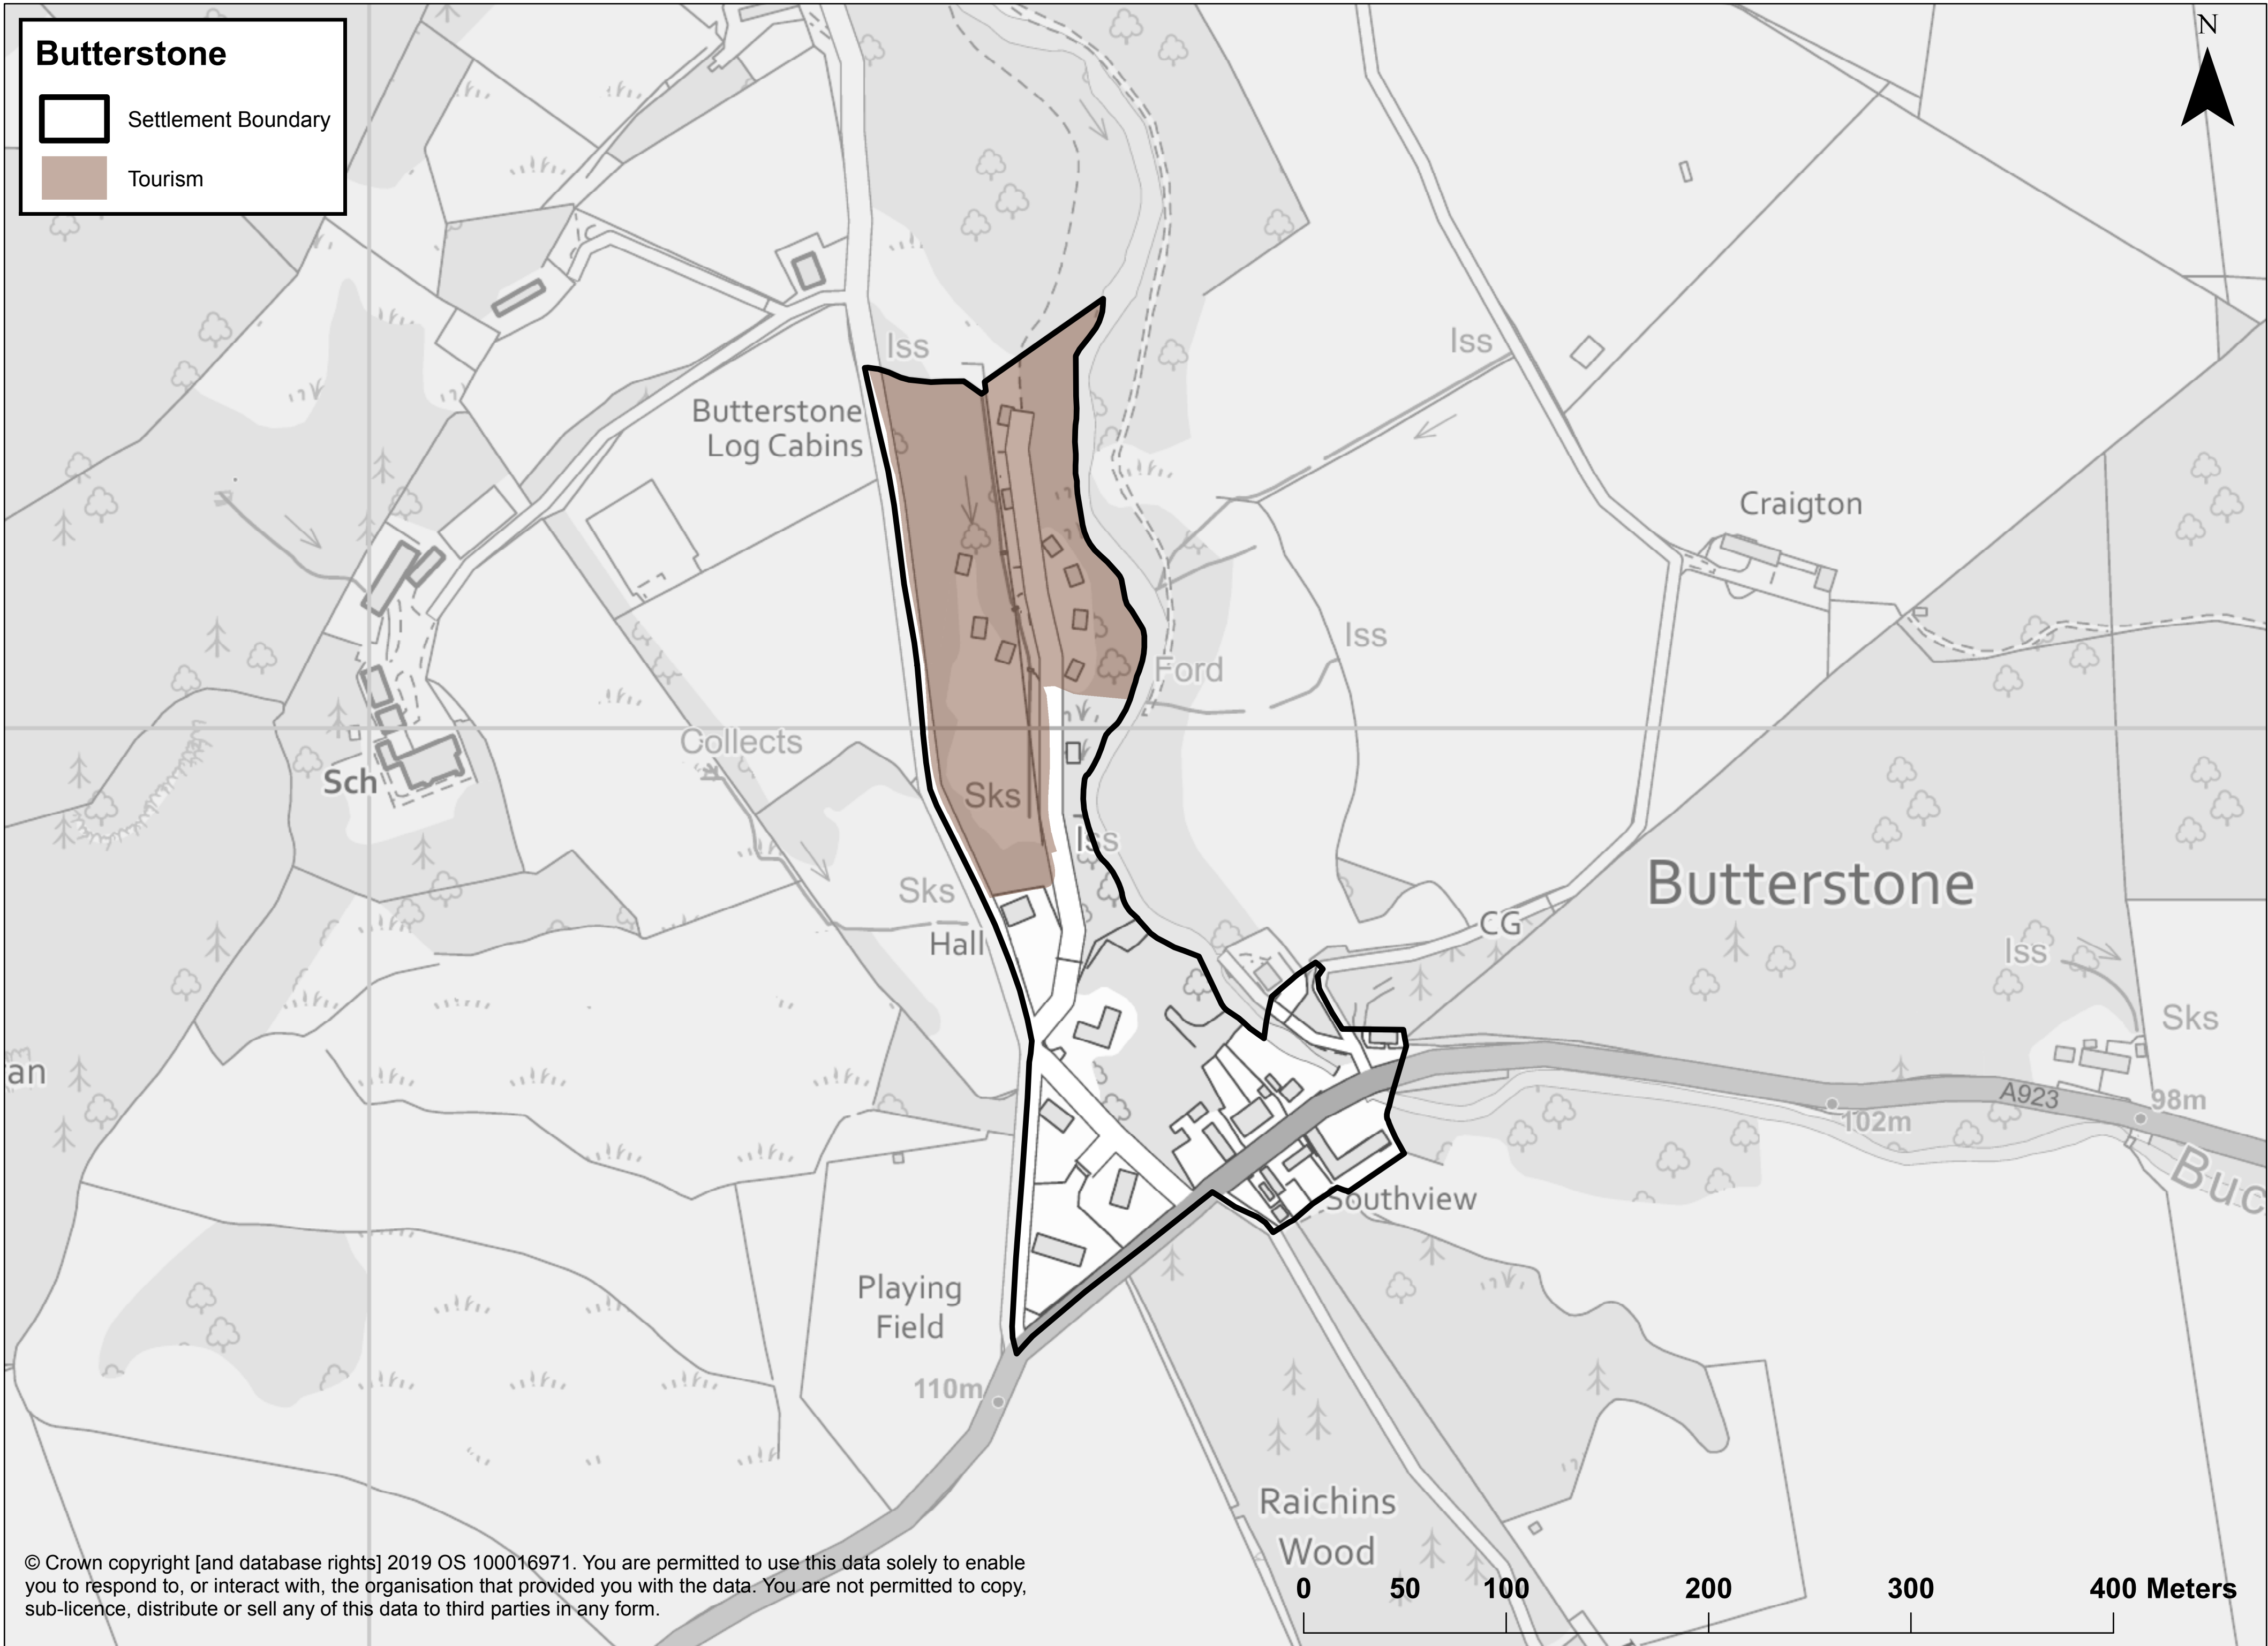 Butterstone
Settlement Boundary
Tourism
N
Iss
Iss
Butterstone
Log Cabins
Craigton
Iss
Ford
Collects
Sch
Sks
Iss
Butterstone
Sks
CG
Hall
Iss
Sks
an
A923
98m
102m
Buc
Southview
Playing
Field
110m
Raichins
Wood
© Crown copyright [and database rights] 2019 OS 100016971. You are permitted to use this data solely to enable
you to respond to, or interact with, the organisation that provided you with the data. You are not permitted to copy,
sub-licence, distribute or sell any of this data to third parties in any form.
0 50 100 200 300 400 Meters